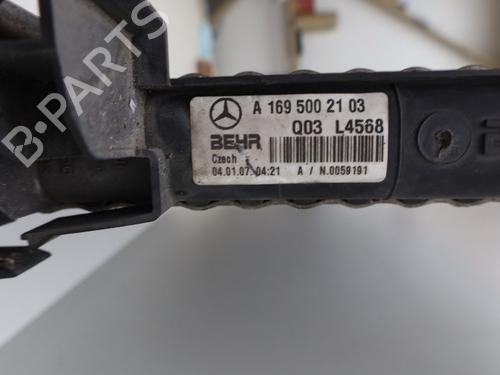 A 169 500 21 03
BEHR
Q03 L4568
Czech
04.01.07 04:21 A / N.0059191
B-PARTS